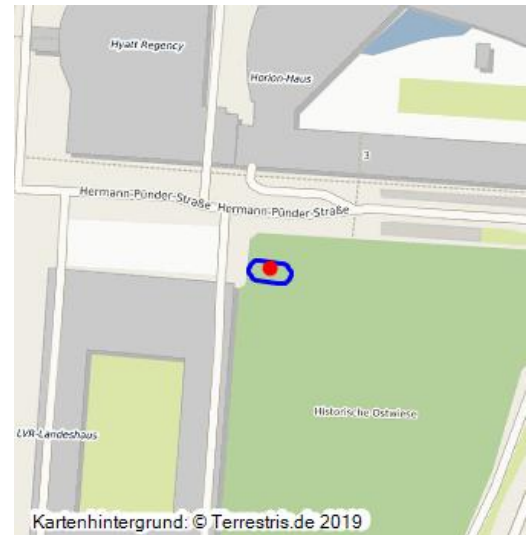 Hyatt Regency
Horion-Haus
3
Hermann-Pünder-Straße Hermann-Pünder-Straße
Historische Ostwiese
LVR-Landeshaus
Kartenhintergrund: © Terrestris.de 2019